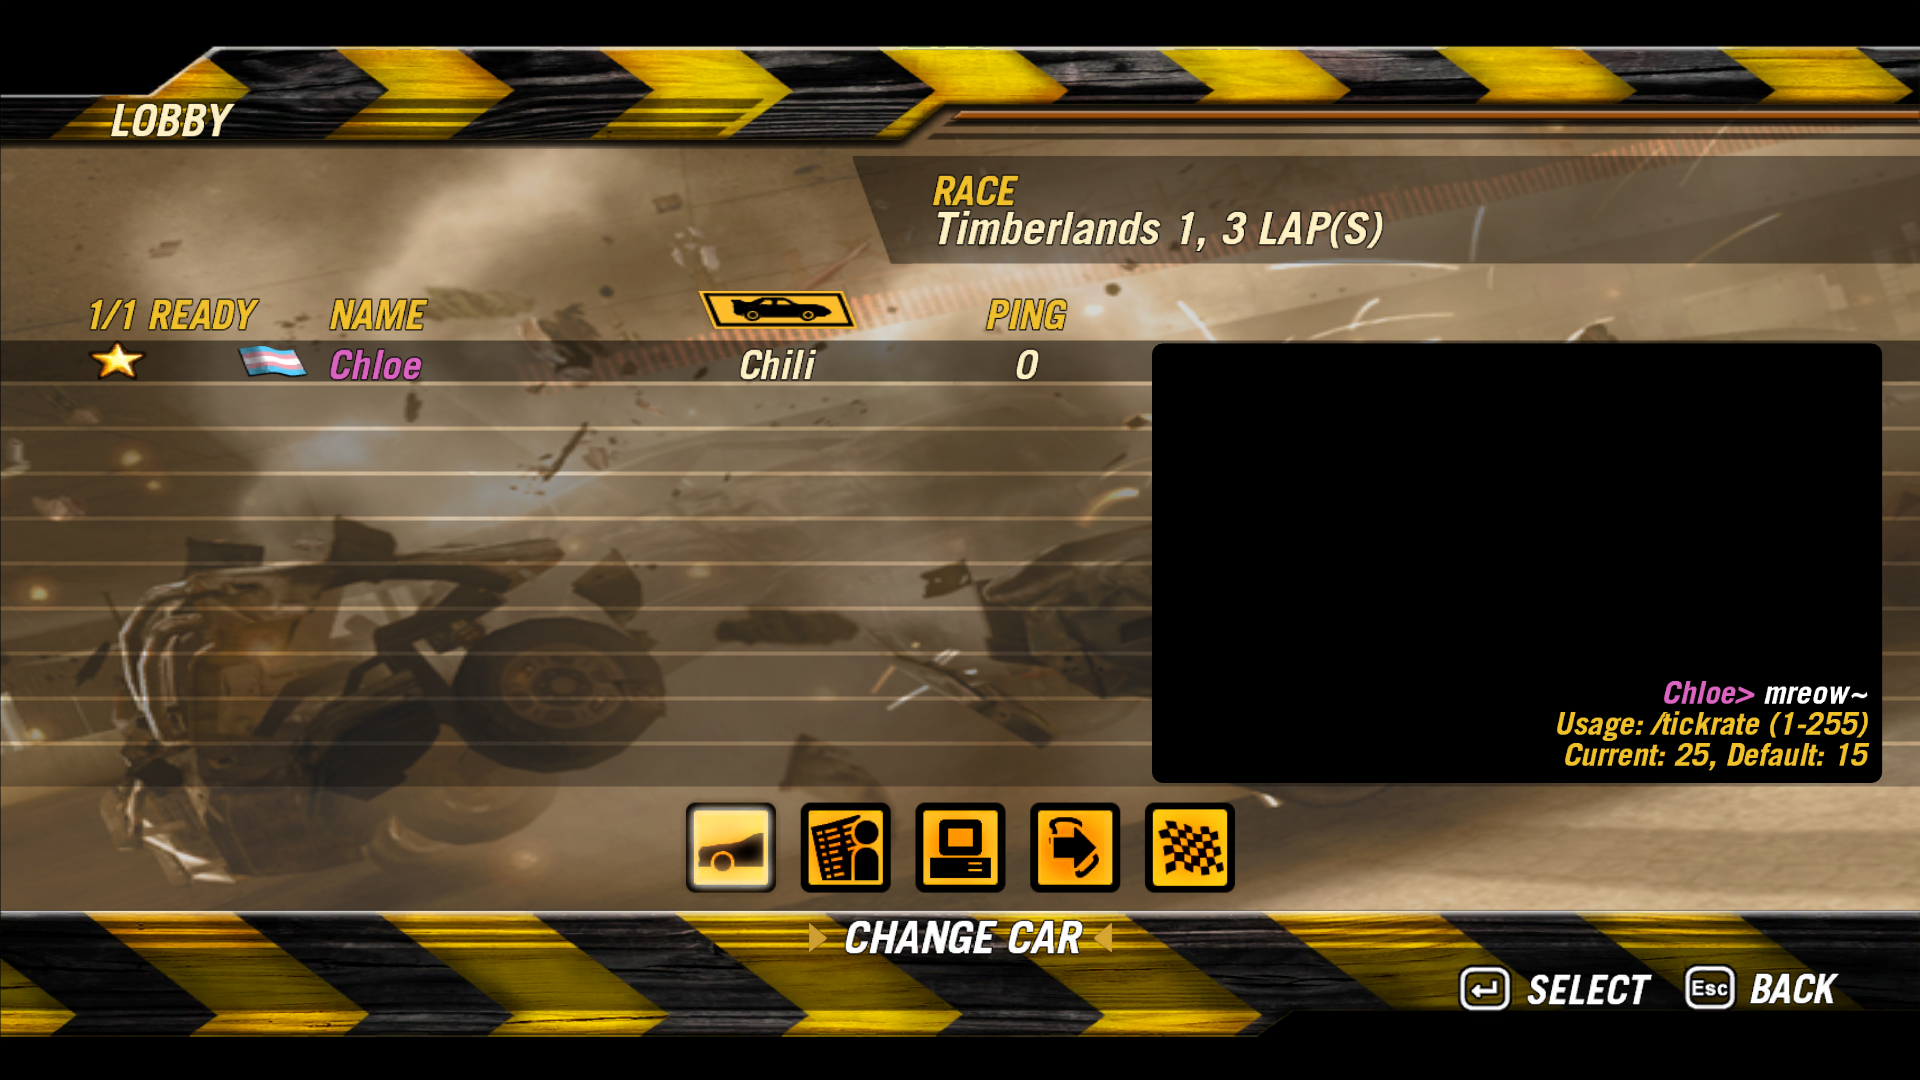 LOBBY
RACE
Timberlands 1, 3 LAP(S)
1/1 READY NAME PING
Chloe Chili 0
Chloe> mreow~
Usage: /tickrate (1-255)
Current: 25, Default: 15
CHANGE CAR
SELECT Esc BACK